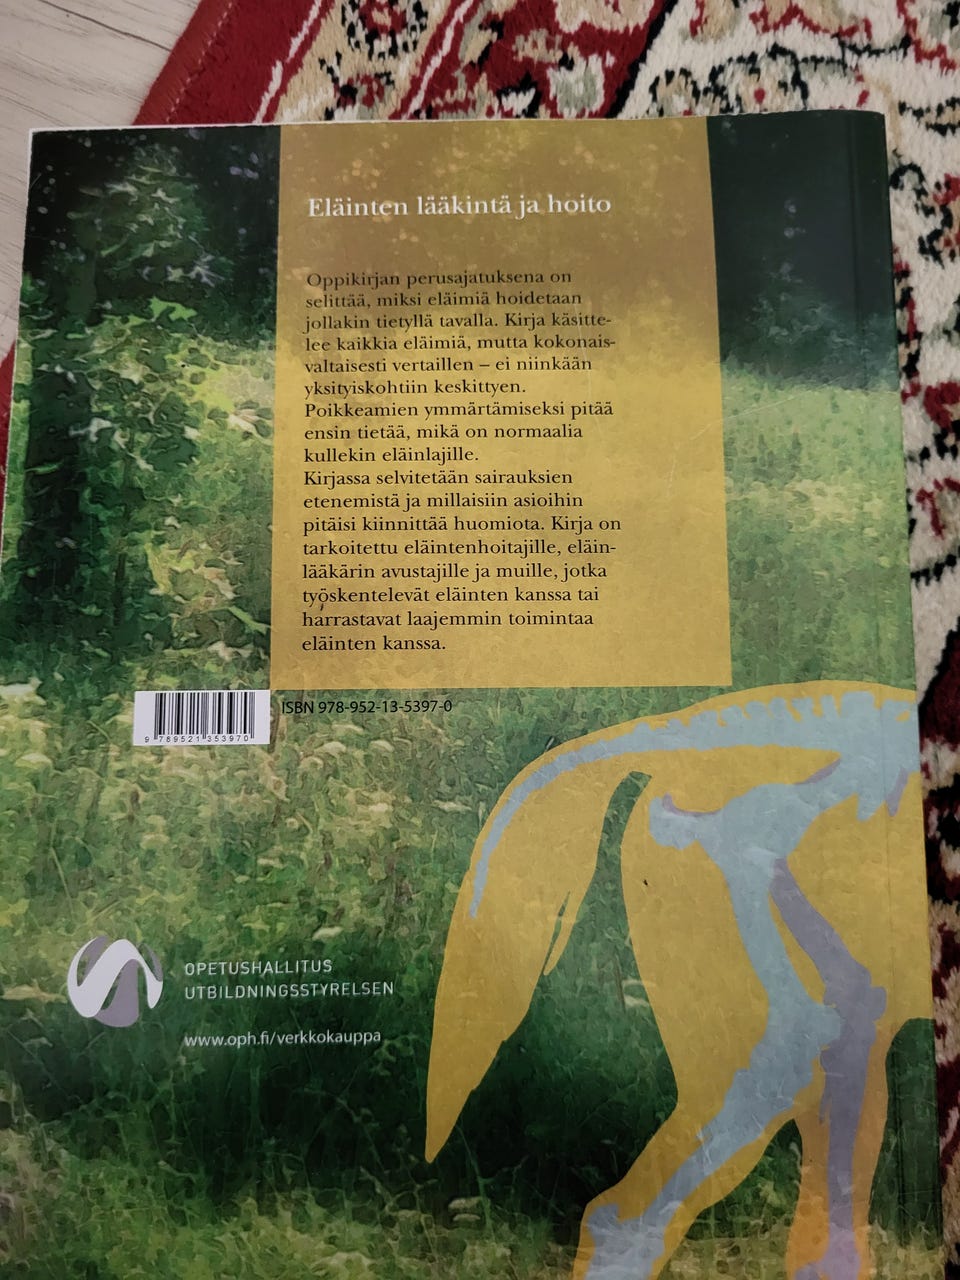 Eläinten lääkintä ja hoito
Oppikirjan perusajatuksena on
selittää, miksi eläimiä hoidetaan
jollakin tietyllä tavalla. Kirja käsitte-
lee kaikkia eläimiä, mutta kokonais-
valtaisesti vertaillen – ei niinkään
yksityiskohtiin keskittyen.
Poikkeamien ymmärtämiseksi pitää
ensin tietää, mikä on normaalia
kullekin eläinlajille.
Kirjassa selvitetään sairauksien
etenemistä ja millaisiin asioihin
pitäisi kiinnittää huomiota. Kirja on
tarkoitettu eläintenhoitajille, eläin-
lääkärin avustajille ja muille, jotka
työskentelevät eläinten kanssa tai
harrastavat laajemmin toimintaa
eläinten kanssa.
ISBN 978-952-13-5397-0
9 789521 353970
OPETUSHALLITUS
UTBILDNINGSSTYRELSEN
www.oph.fi/verkkokauppa